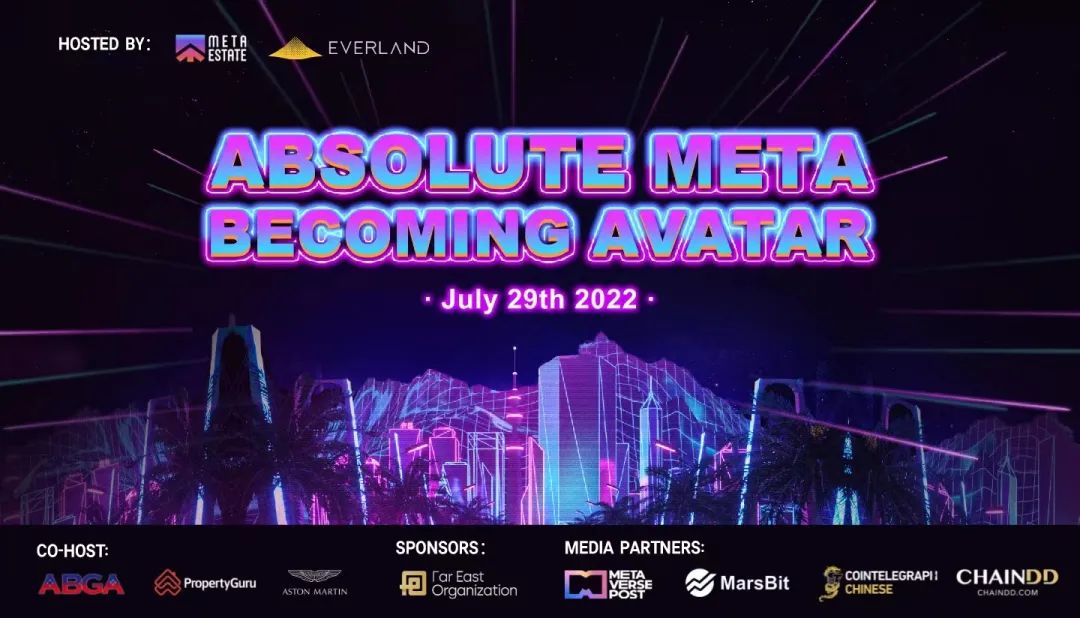 HOSTED BY:
META
ESTATE
EVERLAND
ABSOLUTE META
BECOMING AVATAR
· July 29th 2022 ·
CO-HOST:
ABGA
PropertyGuru
ASTON MARTIN
SPONSORS:
Far East
Organization
MEDIA PARTNERS:
META
VERSE
POST
MarsBit
COINTELEGRAPH
CHINESE
CHAINDD
CHAINDD.COM